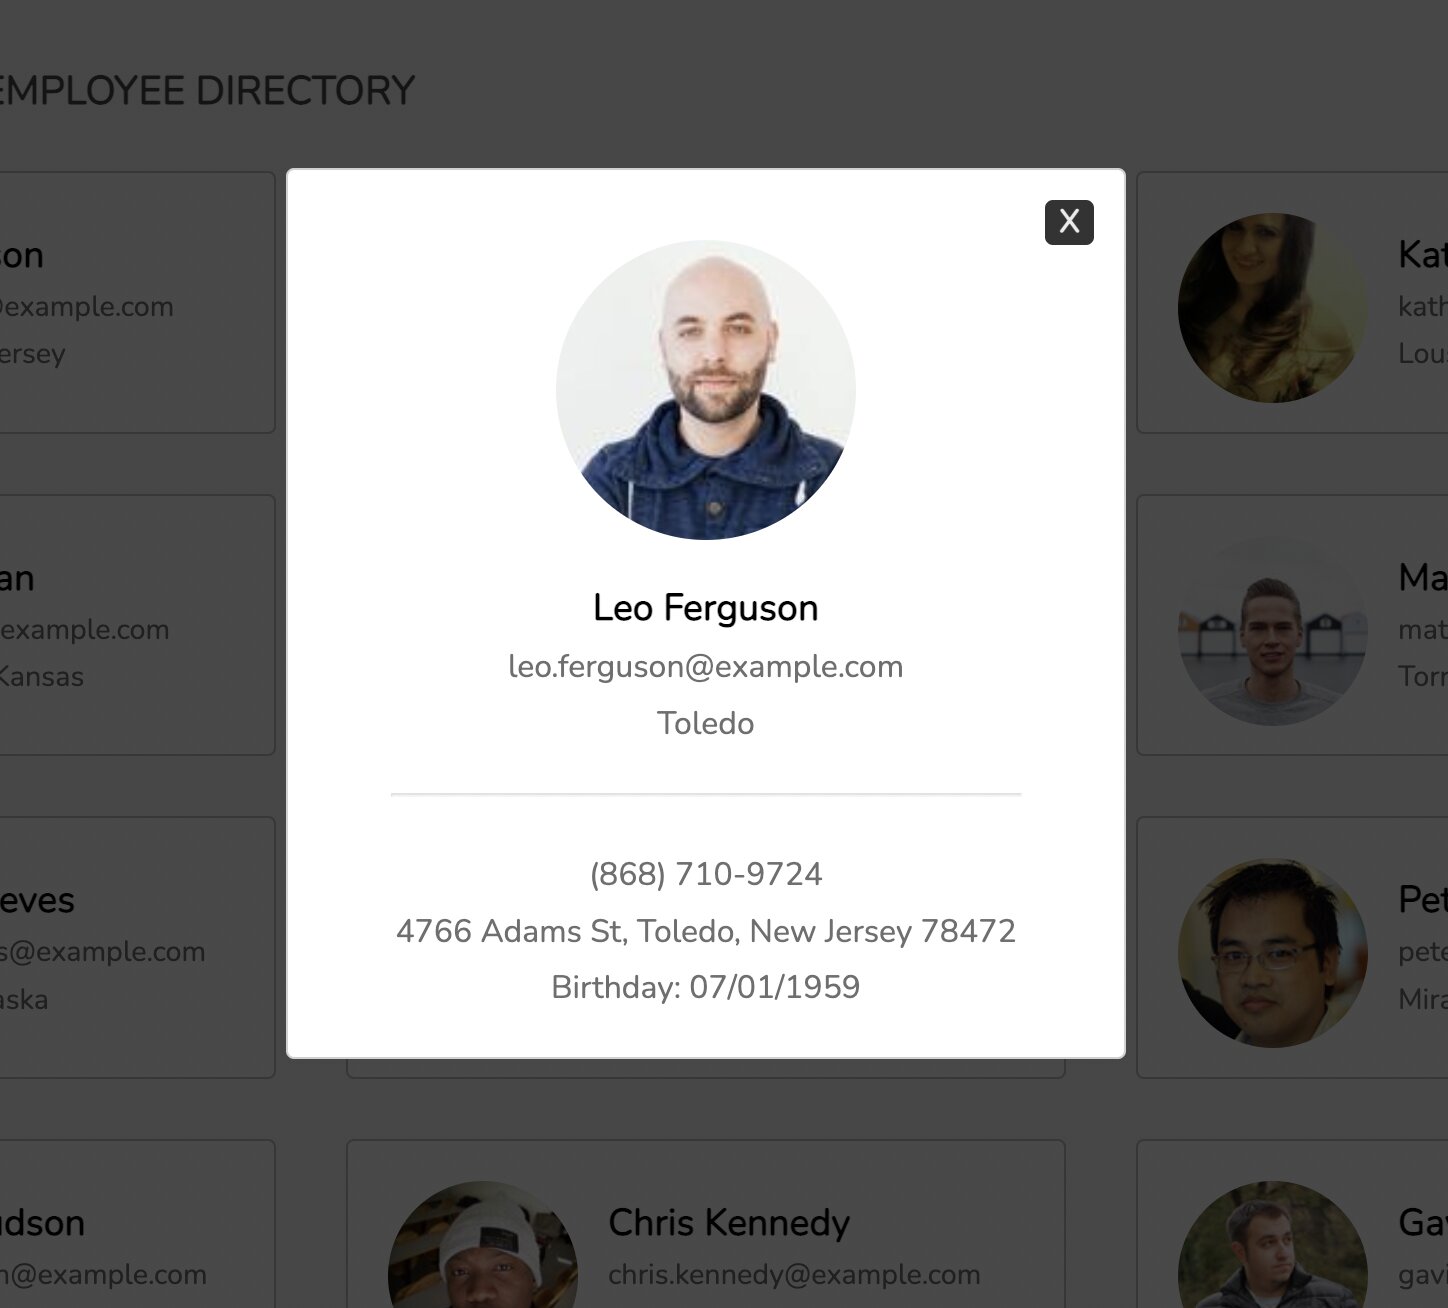 EMPLOYEE DIRECTORY
X
Leo Ferguson
leo.ferguson@example.com
Toledo
(868) 710-9724
4766 Adams St, Toledo, New Jersey 78472
Birthday: 07/01/1959
son
@example.com
ersey
Kat
kath
Lou
an
example.com
Kansas
Ma
mat
Torr
eves
s@example.com
aska
Pet
pete
Mira
dson
n@example.com
Chris Kennedy
chris.kennedy@example.com
Gav
gavi